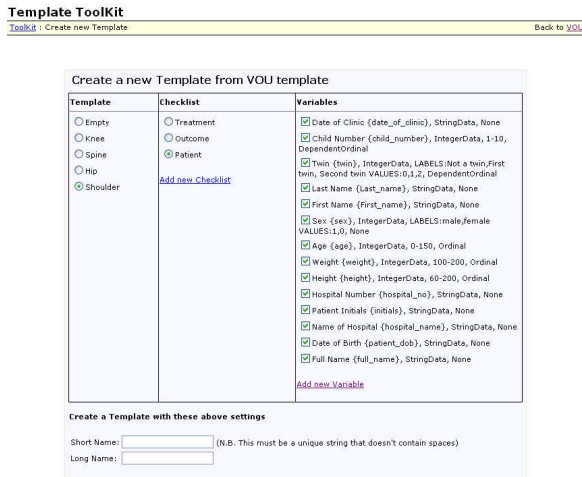 Template ToolKit
ToolKit : Create new Template
Back to VOU
Create a new Template from VOU template
Template
Empty
Knee
Spine
Hip
Shoulder
Checklist
Treatment
Outcome
Patient
Add new Checklist
Variables
Date of Clinic {date_of_clinic}, StringData, None
Child Number {child_number}, IntegerData, 1-10,
DependentOrdinal
Twin {twin}, IntegerData, LABELS:Not a twin,First
twin, Second twin VALUES:0,1,2, DependentOrdinal
Last Name {Last_name}, StringData, None
First Name {First_name}, StringData, None
Sex {sex}, IntegerData, LABELS:male,female
VALUES:1,0, None
Age {age}, IntegerData, 0-150, Ordinal
Weight {weight}, IntegerData, 100-200, Ordinal
Height {height}, IntegerData, 60-200, Ordinal
Hospital Number {hospital_no}, StringData, None
Patient Initials {initials}, StringData, None
Name of Hospital {hospital_name}, StringData, None
Date of Birth {patient_dob}, StringData, None
Full Name {full_name}, StringData, None
Add new Variable
Create a Template with these above settings
Short Name: (N.B. This must be a unique string that doesn't contain spaces)
Long Name: